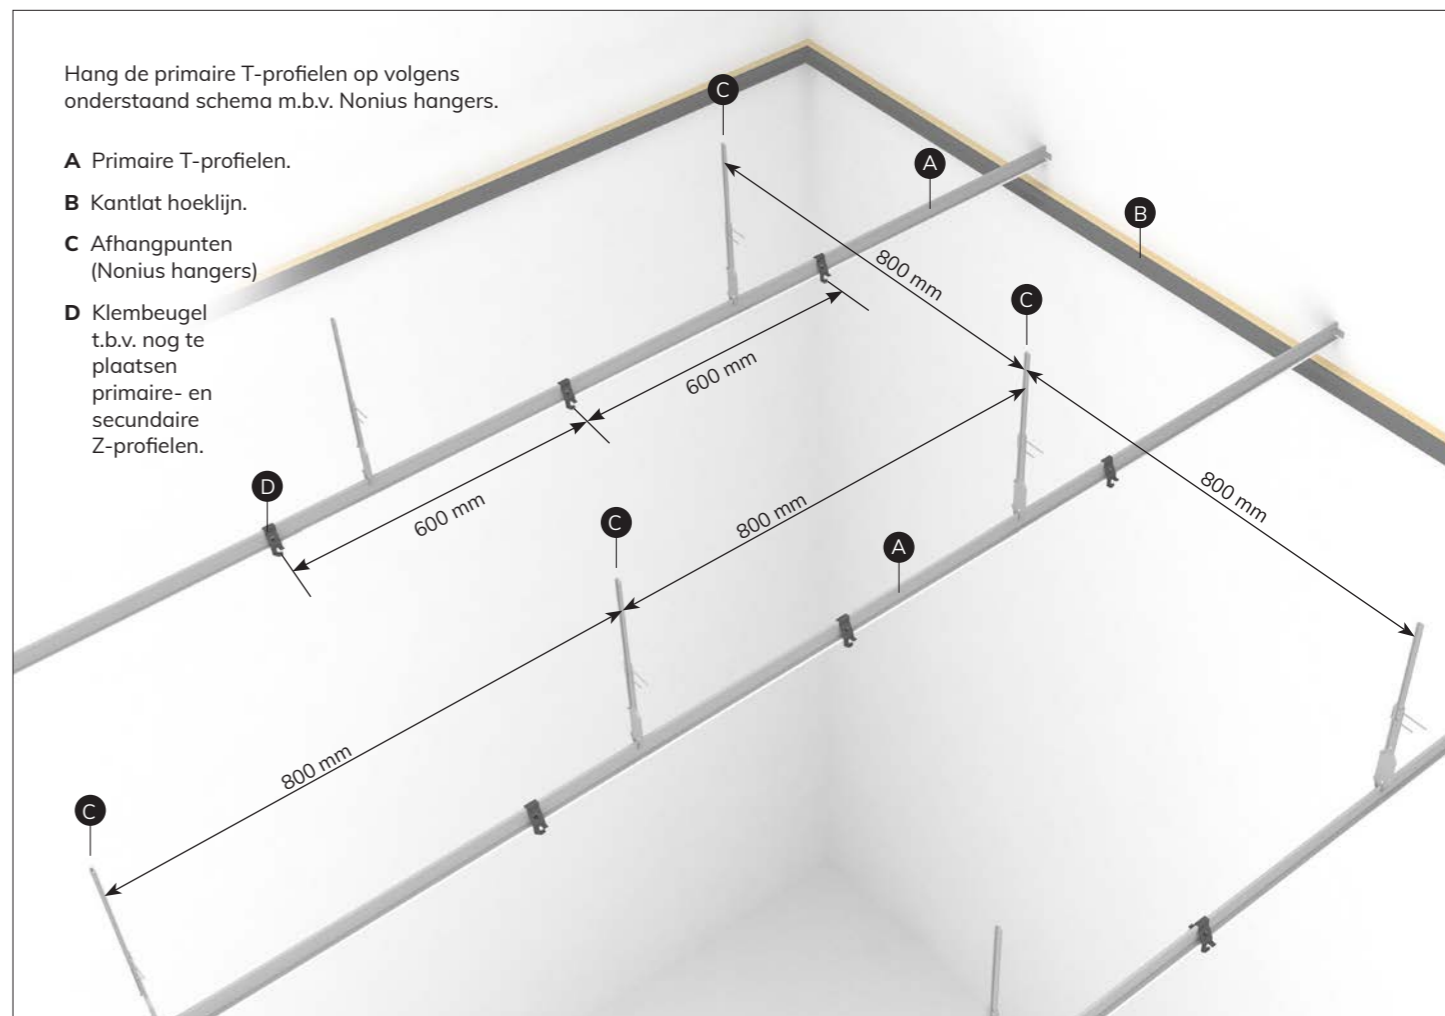 Hang de primaire T-profielen op volgens
onderstaand schema m.b.v. Nonius hangers.
A Primaire T-profielen.
B Kantlat hoeklijn.
C Afhangpunten
(Nonius hangers)
D Klembeugel
t.b.v. nog te
plaatsen
primaire- en
secundaire
Z-profielen.
C
A
B
800 mm
C
600 mm
600 mm
D
C
800 mm
800 mm
A
800 mm
C